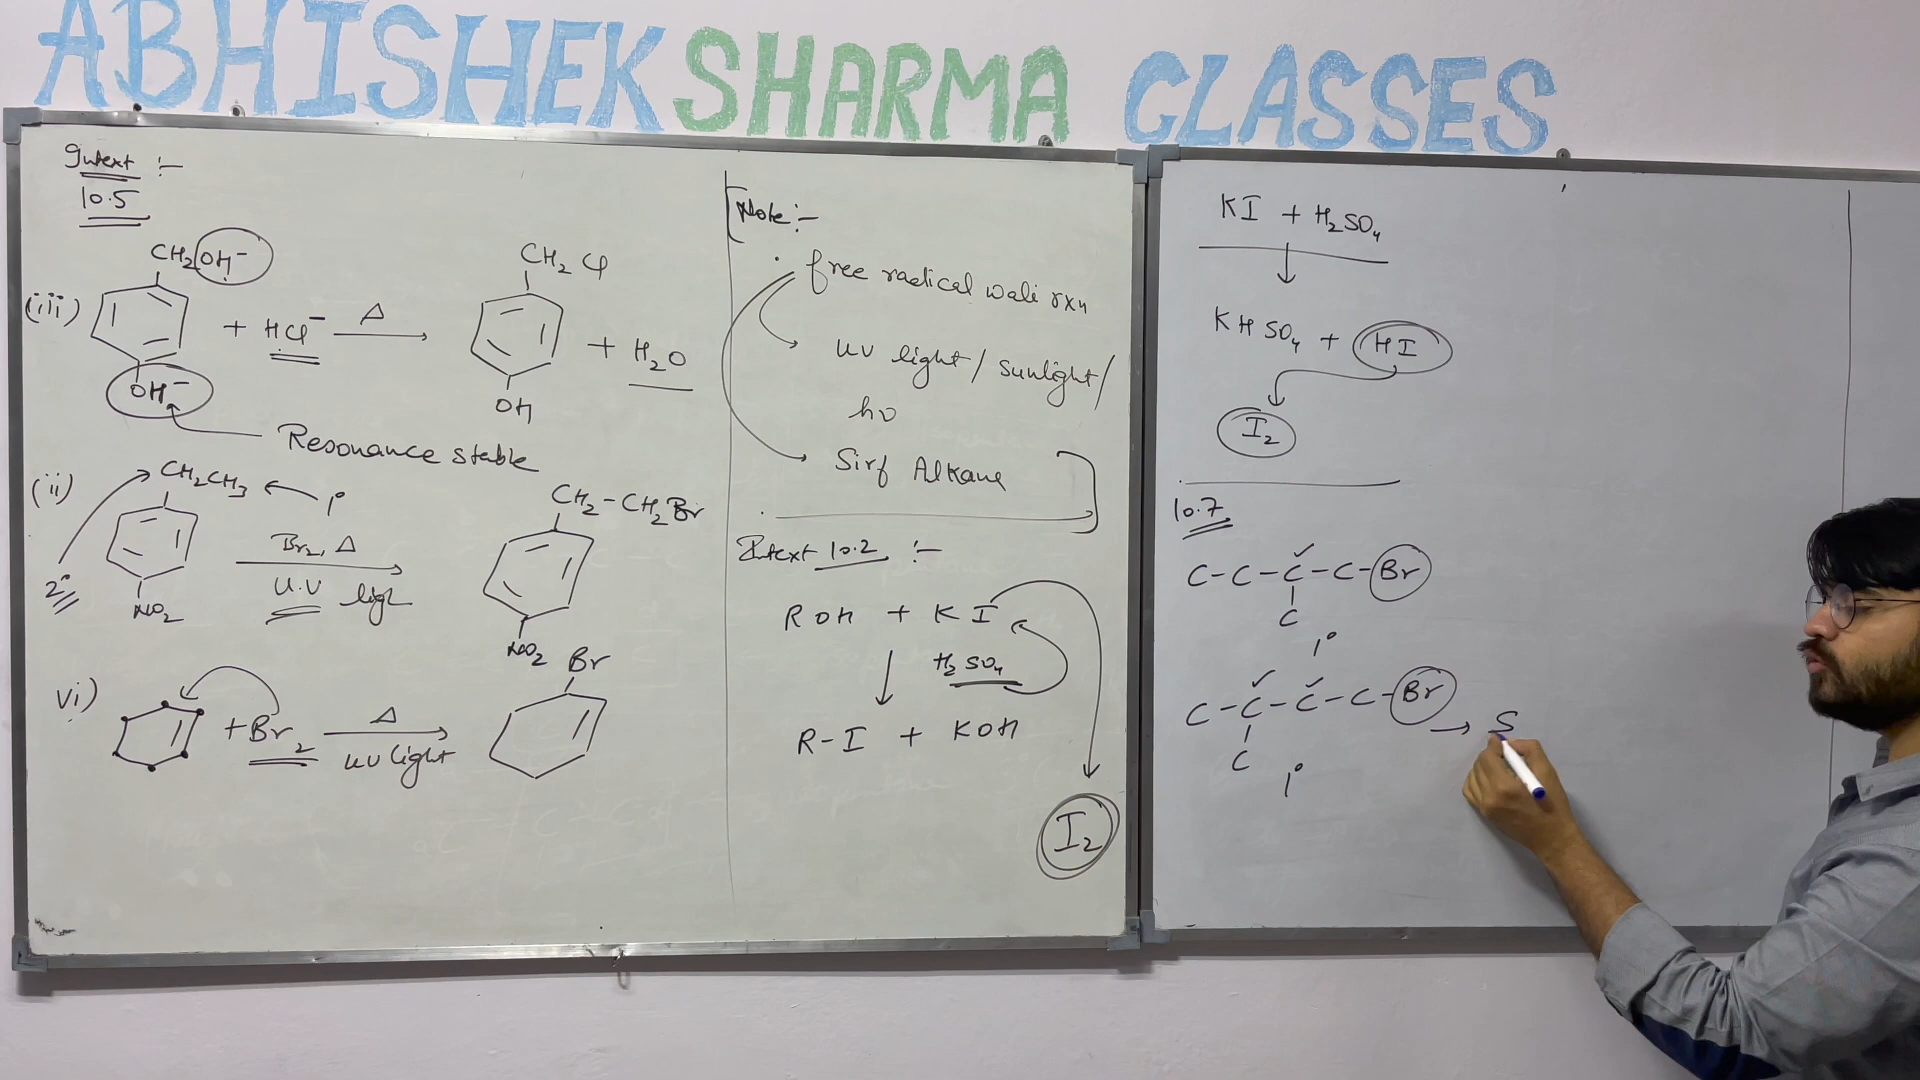 ABHISHEK SHARMA CLASSES
Intext :-
10.5
(iii)
CH₂OH⁻
OH⁻
+ HCl⁻
Δ
CH₂Cl
OH
+ H₂O
Resonance stable
(ii)
CH₂CH₃
1°
2°
NO₂
Br₂, Δ
U.V
CH₂-CH₂Br
NO₂
vi)
+Br₂
Δ
uv light
Br
Note :-
· free radical wali rxn
uv light / sunlight /
hυ
Sirf Alkane
Intext 10.2 :-
ROH + KI
H₂SO₄
R-I + KOH
I₂
KI + H₂SO₄
KHSO₄ + HI
I₂
10.7
C-C-C-C-Br
C
1°
C-C-C-C-Br
C
1°
S